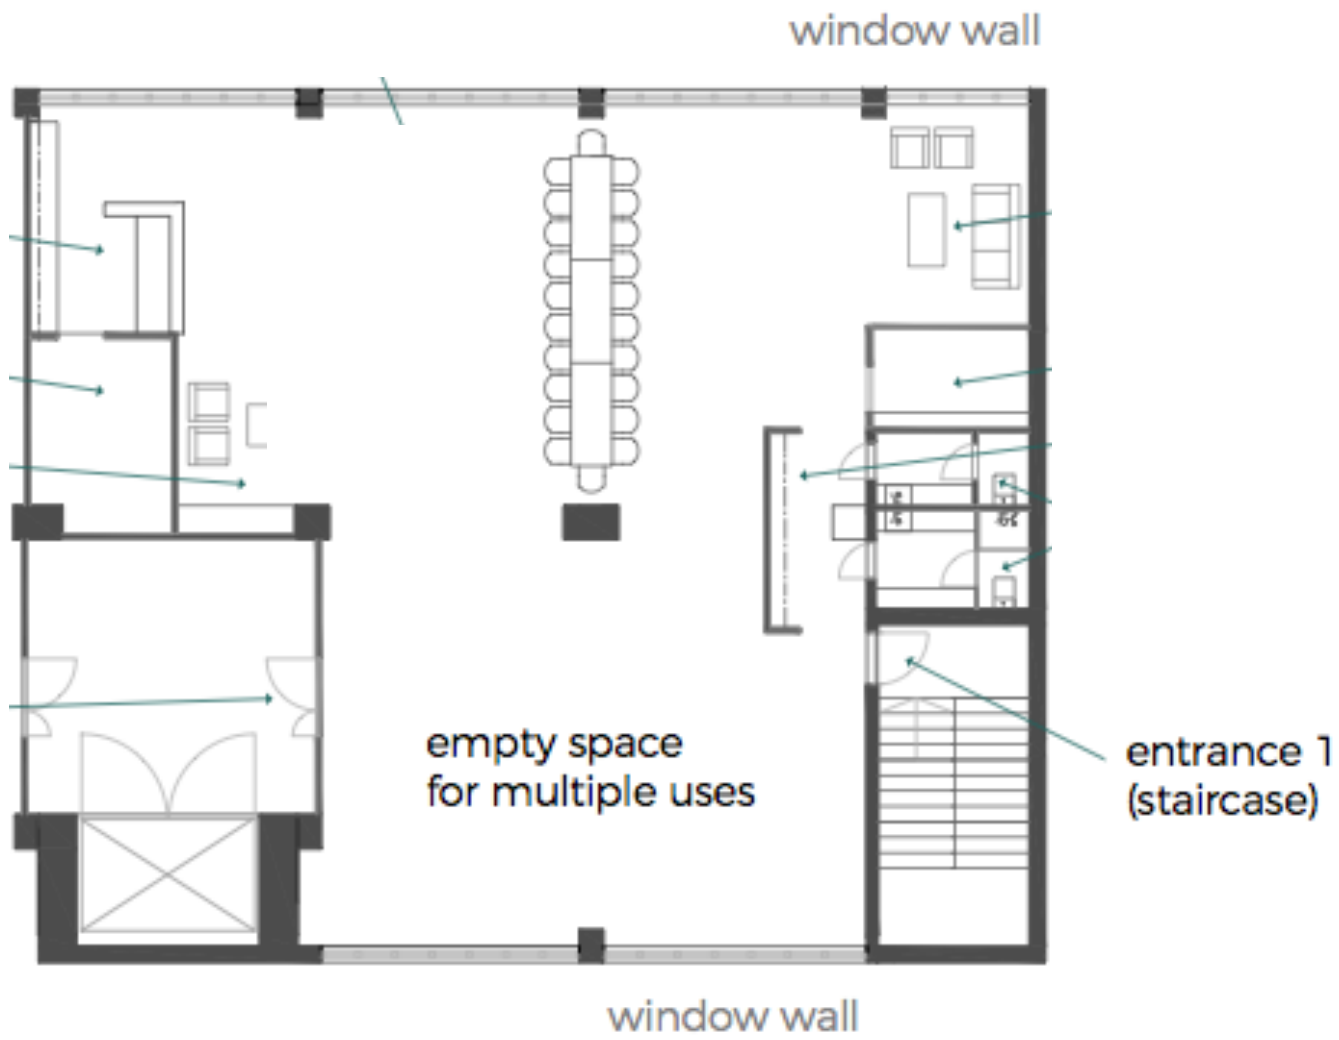 window wall
empty space
for multiple uses
entrance 1
(staircase)
window wall